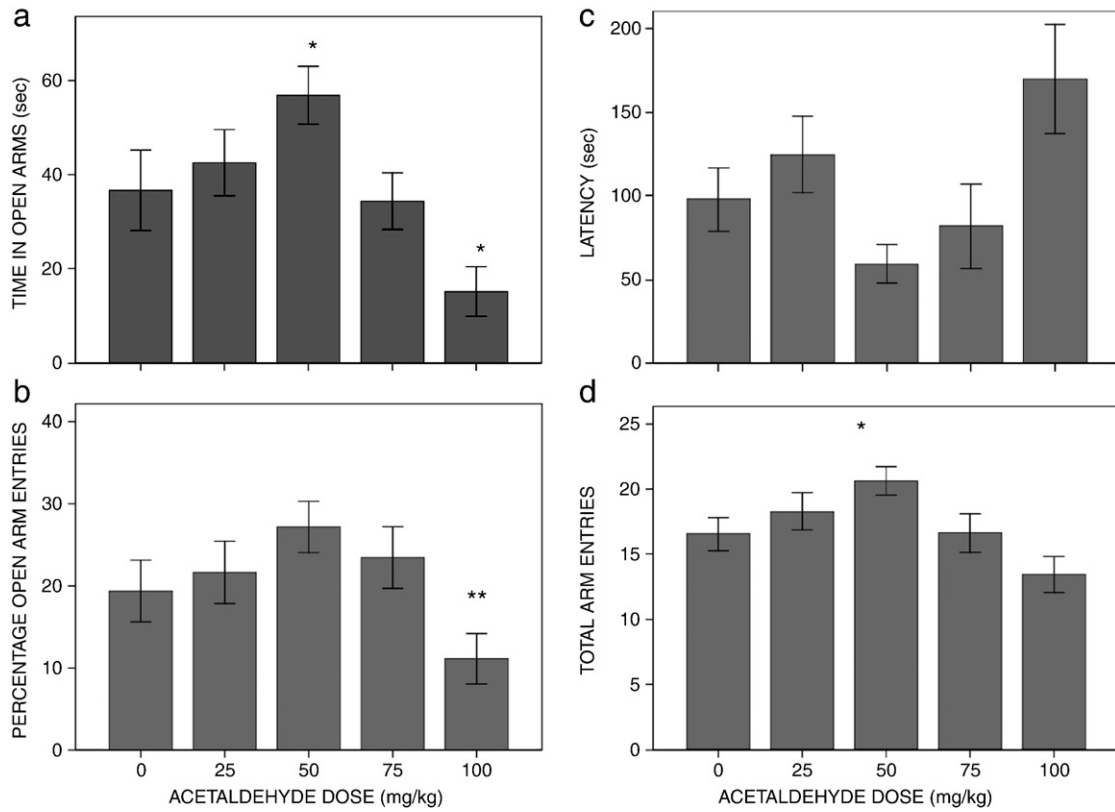 a
TIME IN OPEN ARMS (sec)
60
40
20
0
*
*
b
PERCENTAGE OPEN ARM ENTRIES
40
30
20
10
0
**
0 25 50 75 100
ACETALDEHYDE DOSE (mg/kg)
c
LATENCY (sec)
200
150
100
50
0
d
TOTAL ARM ENTRIES
25
20
15
10
5
0
*
0 25 50 75 100
ACETALDEHYDE DOSE (mg/kg)